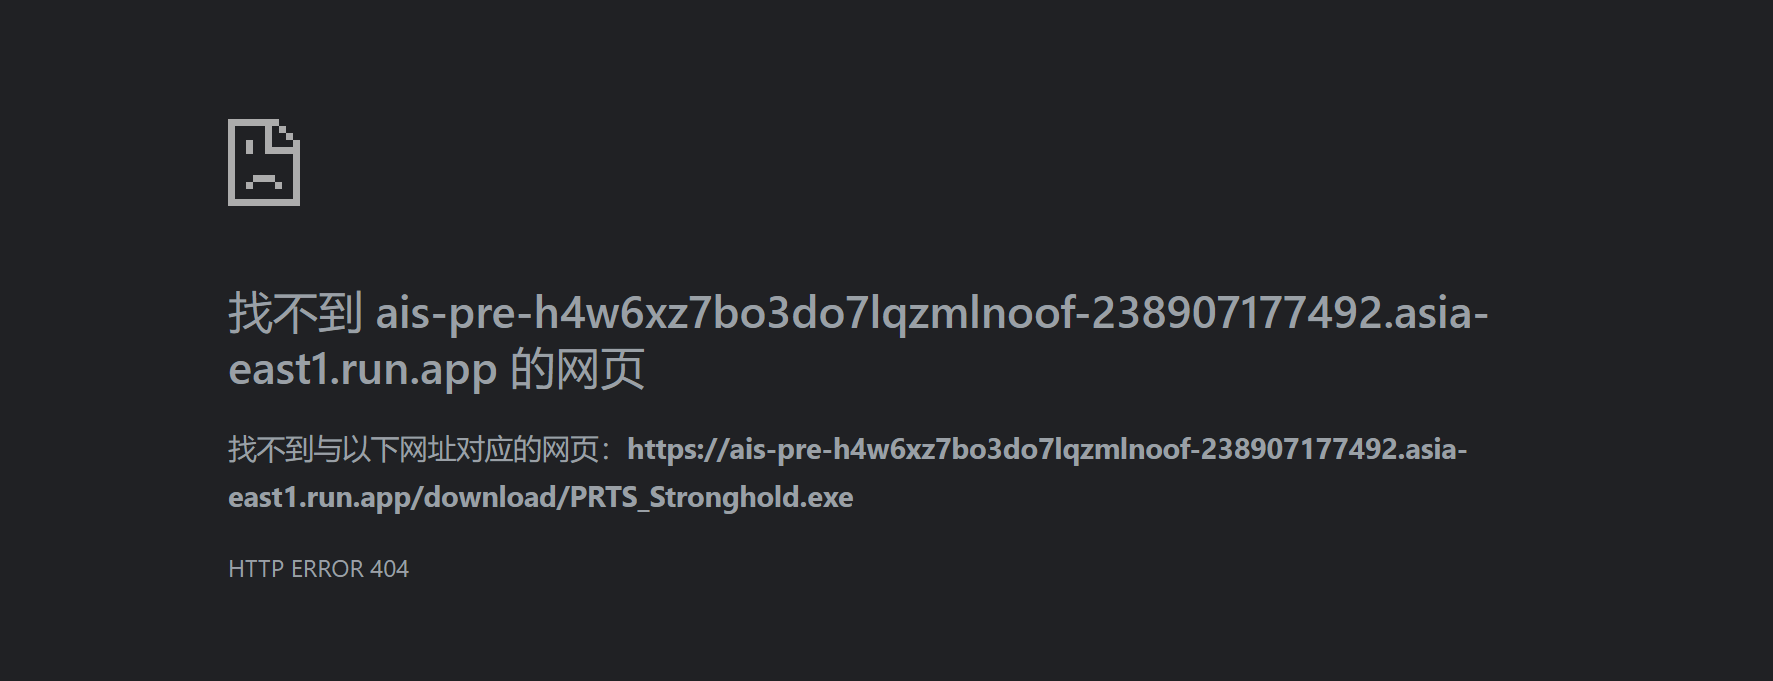 找不到 ais-pre-h4w6xz7bo3do7lqzmlnoof-238907177492.asia-
east1.run.app 的网页
找不到与以下网址对应的网页：https://ais-pre-h4w6xz7bo3do7lqzmlnoof-238907177492.asia-
east1.run.app/download/PRTS_Stronghold.exe
HTTP ERROR 404